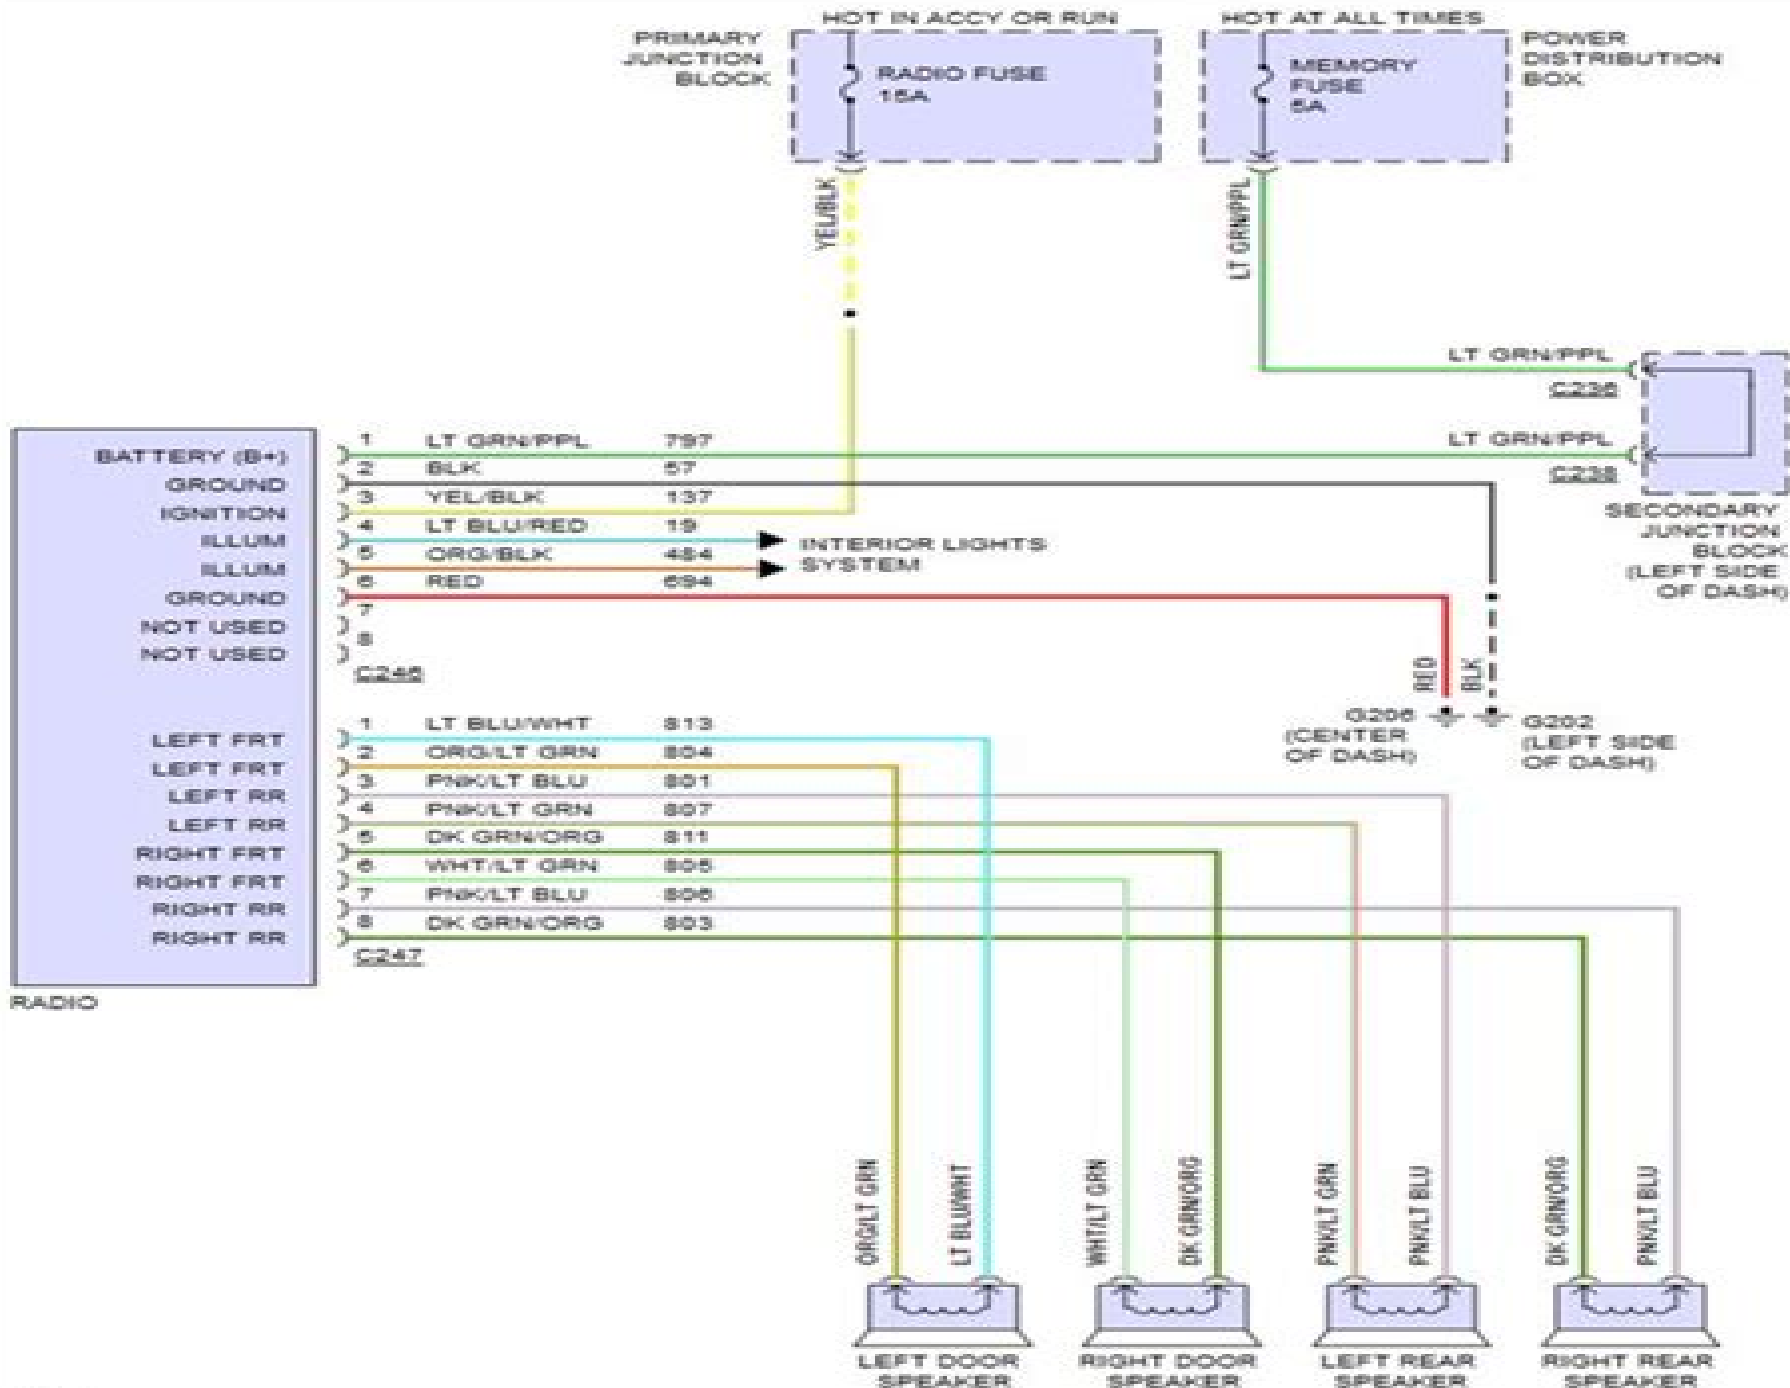 HOT IN ACCY OR RUN
HOT AT ALL TIMES
PRIMARY
JUNCTION
BLOCK
RADIO FUSE
15A
MEMORY
FUSE
5A
POWER
DISTRIBUTION
BOX
YEL/BLK
LT GRN/PPL
LT GRN/PPL
C236
LT GRN/PPL
C238
SECONDARY
JUNCTION
BLOCK
(LEFT SIDE
OF DASH)
BATTERY (B+) 1 LT GRN/PPL 797
GROUND 2 BLK 57
IGNITION 3 YEL/BLK 137
ILLUM 4 LT BLU/RED 19
ILLUM 5 ORG/BLK 484
GROUND 6 RED 694
NOT USED 7
NOT USED 8
C246
INTERIOR LIGHTS
SYSTEM
RED
BLK
G206
(CENTER
OF DASH)
G202
(LEFT SIDE
OF DASH)
LEFT FRT 1 LT BLU/WHT 813
LEFT FRT 2 ORG/LT GRN 804
LEFT RR 3 PNK/LT BLU 801
LEFT RR 4 PNK/LT GRN 807
RIGHT FRT 5 DK GRN/ORG 811
RIGHT FRT 6 WHT/LT GRN 805
RIGHT RR 7 PNK/LT BLU 806
RIGHT RR 8 DK GRN/ORG 803
C247
RADIO
ORG/LT GRN
LT BLU/WHT
WHT/LT GRN
DK GRN/ORG
PNK/LT GRN
PNK/LT BLU
DK GRN/ORG
PNK/LT BLU
LEFT DOOR
SPEAKER
RIGHT DOOR
SPEAKER
LEFT REAR
SPEAKER
RIGHT REAR
SPEAKER